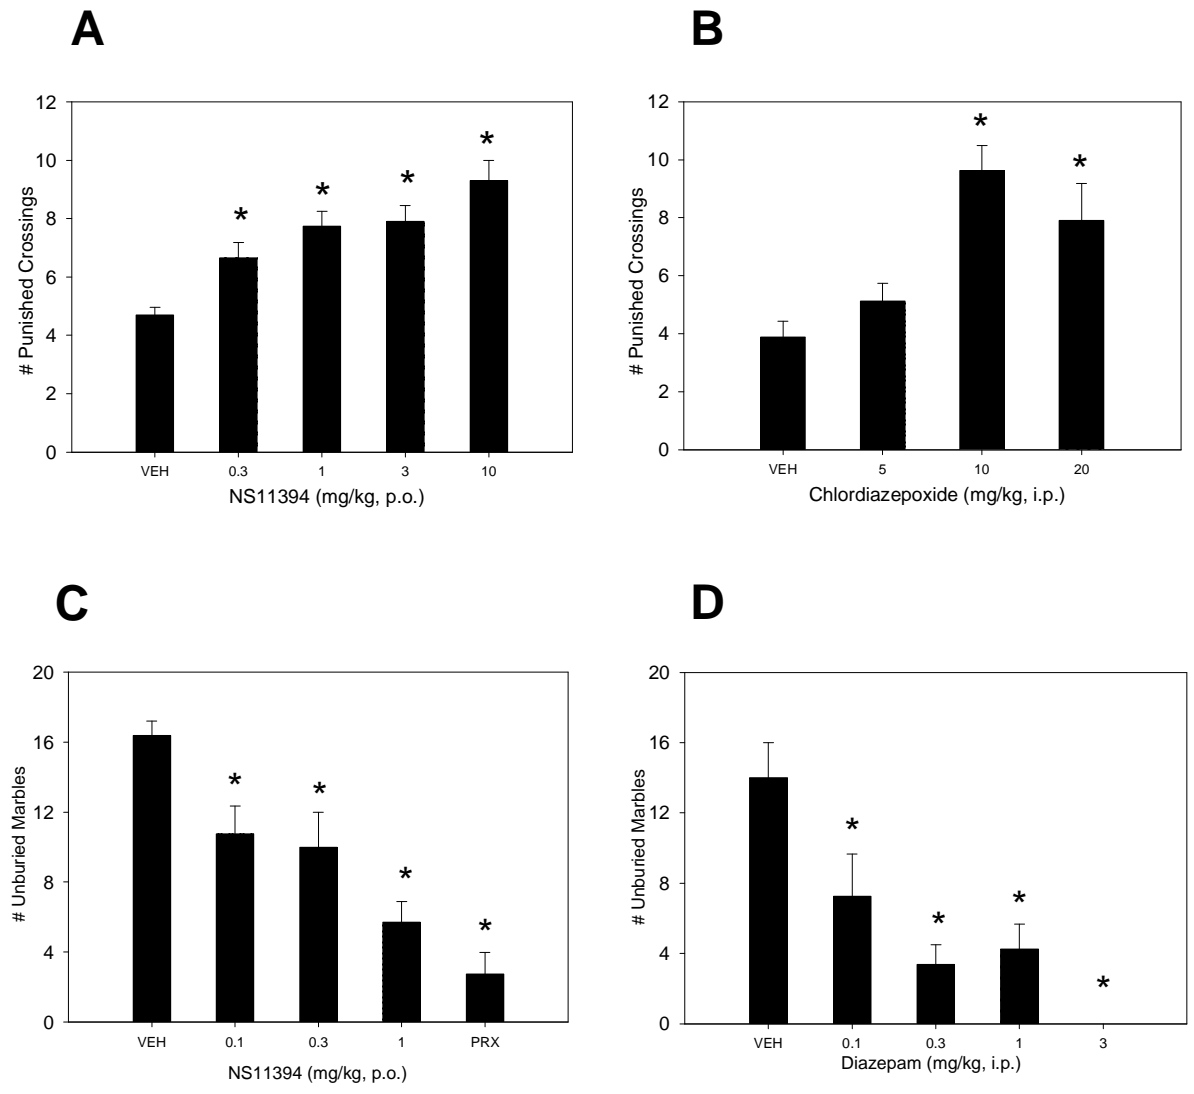 A
# Punished Crossings
12
10
8
6
4
2
0
*
*
*
*
VEH 0.3 1 3 10
NS11394 (mg/kg, p.o.)
B
# Punished Crossings
12
10
8
6
4
2
0
*
*
VEH 5 10 20
Chlordiazepoxide (mg/kg, i.p.)
C
# Unburied Marbles
20
16
12
8
4
0
*
*
*
*
VEH 0.1 0.3 1 PRX
NS11394 (mg/kg, p.o.)
D
# Unburied Marbles
20
16
12
8
4
0
*
*
*
*
VEH 0.1 0.3 1 3
Diazepam (mg/kg, i.p.)